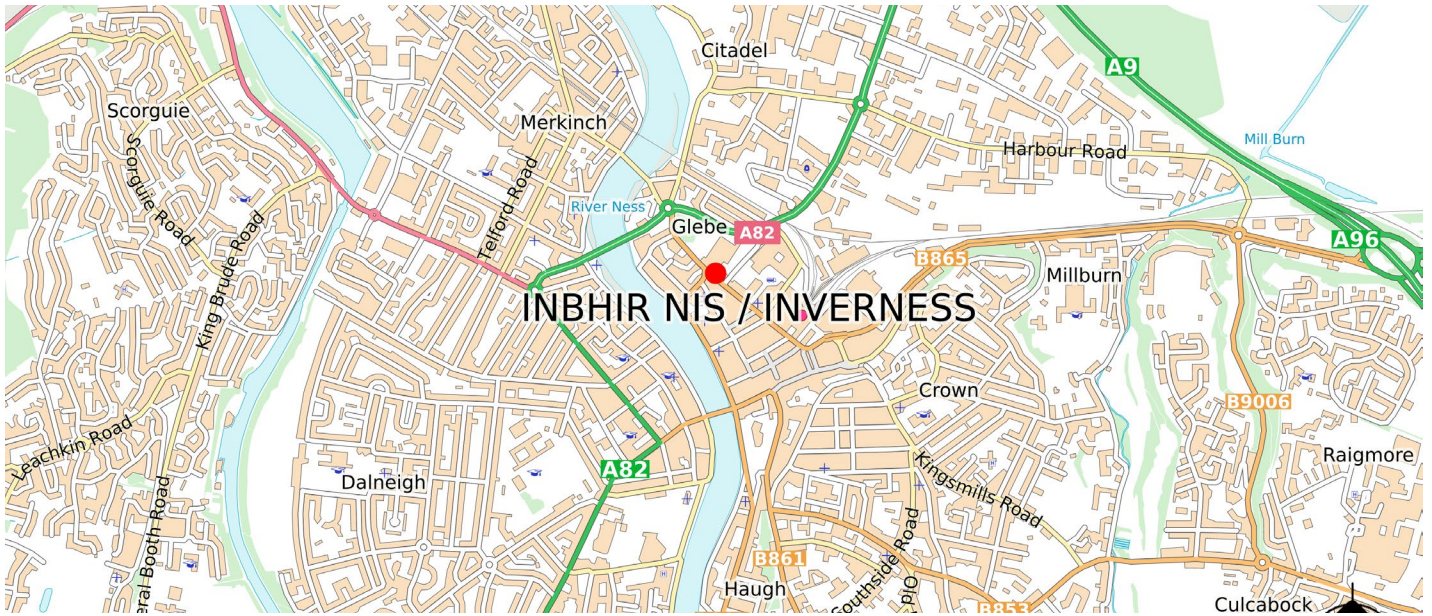 Citadel
A9
Scorguie
Merkinch
Mill Burn
Harbour Road
Scorguie Road
Telford Road
River Ness
Glebe
A82
A96
King Brude Road
B865
Millburn
INBHIR NIS / INVERNESS
Crown
B9006
Leachkin Road
Raigmore
A82
Dalneigh
Kingsmills Road
eral Booth Road
B861
Old
Southside Road
Haugh
B853
Culcabock